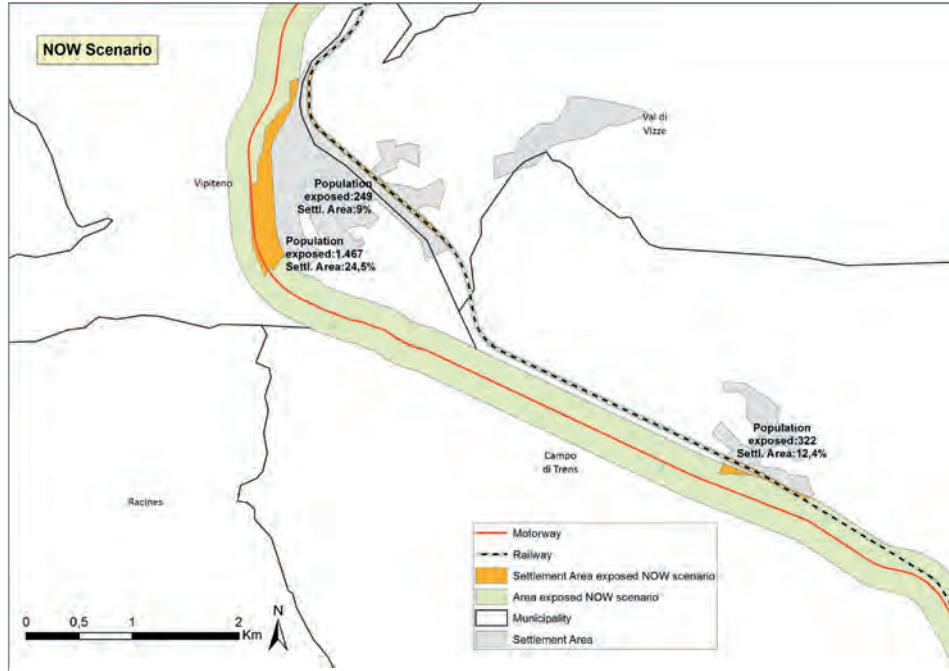 NOW Scenario
Val di
Vizze
Vipiteno
Population
exposed:249
Settl. Area:9%
Population
exposed:1.467
Settl. Area:24,5%
Population
exposed:322
Settl. Area:12,4%
Campo
di Trens
Racines
Motorway
Railway
Settlement Area exposed NOW scenario
Area exposed NOW scenario
Municipality
Settlement Area
0 0,5 1 2
Km
N